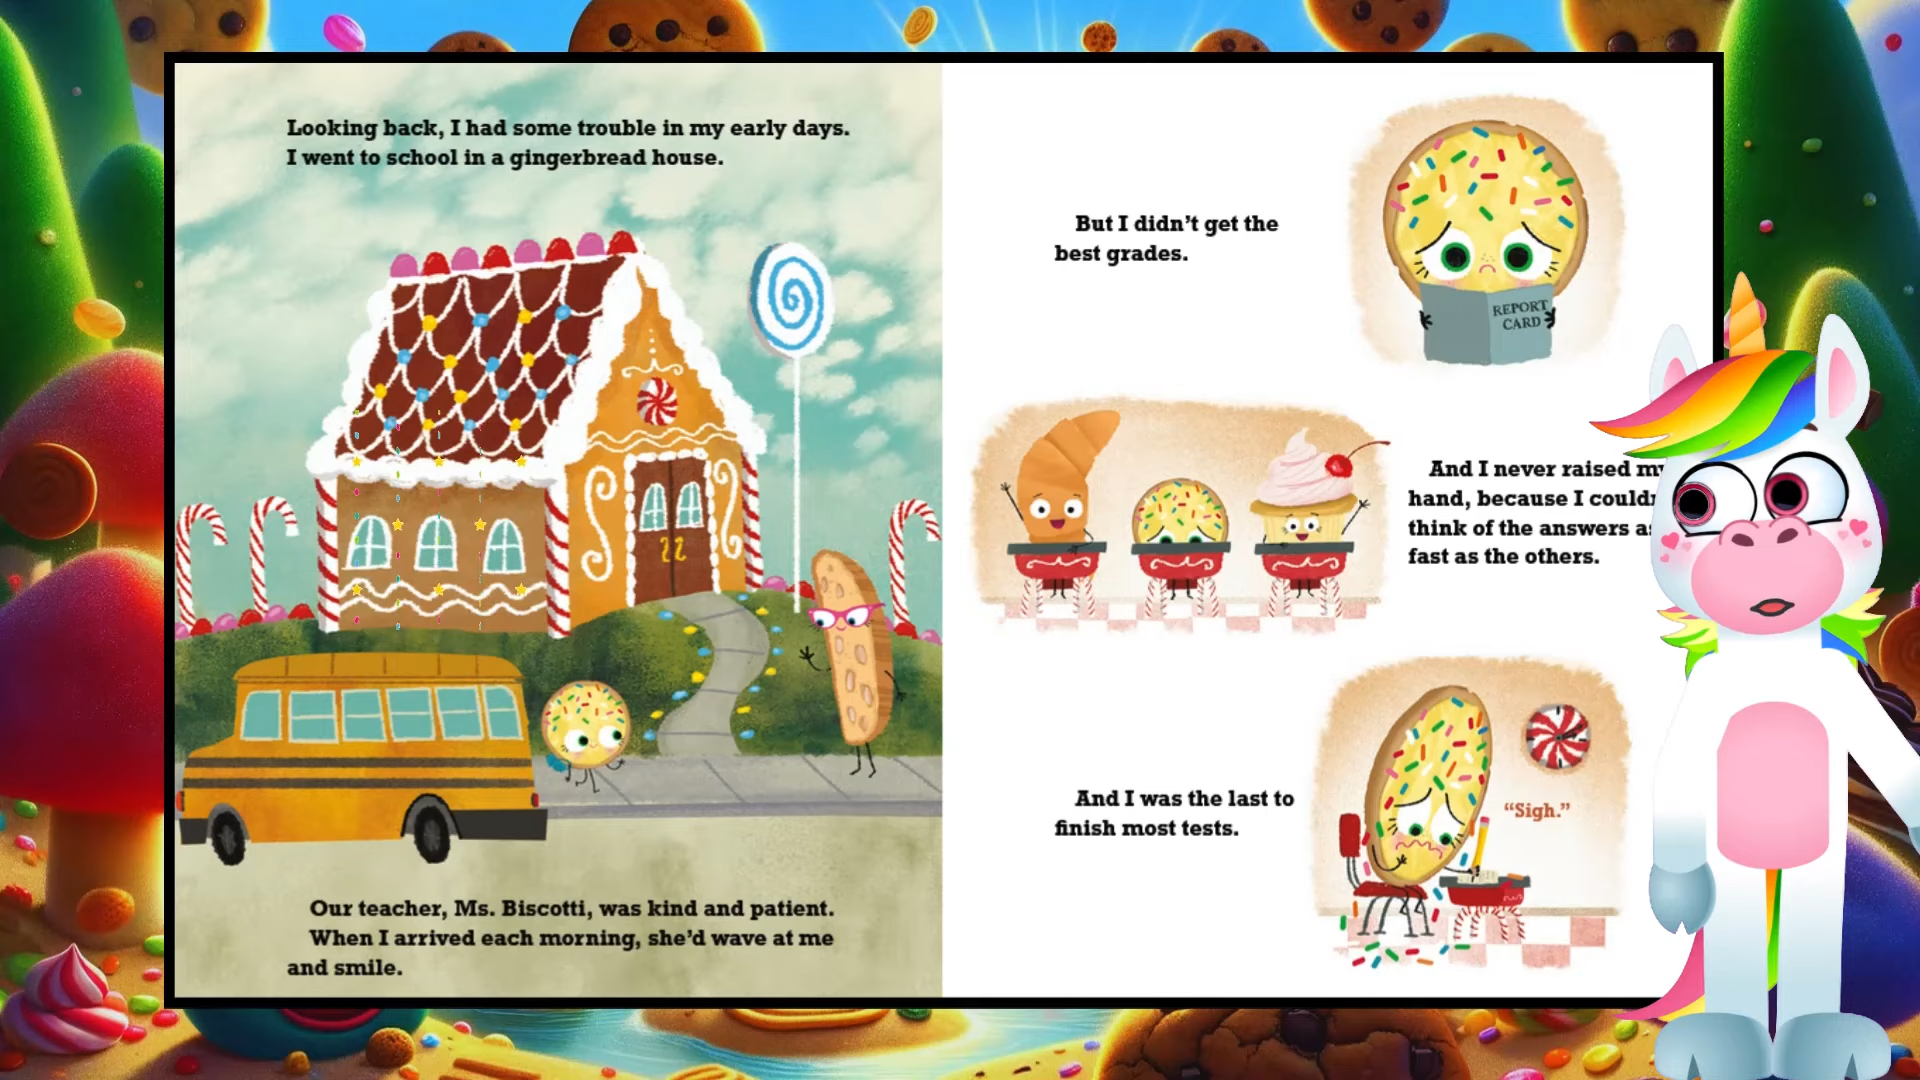 Looking back, I had some trouble in my early days.
I went to school in a gingerbread house.
Our teacher, Ms. Biscotti, was kind and patient.
When I arrived each morning, she'd wave at me
and smile.
But I didn't get the
best grades.
REPORT
CARD
And I never raised my
hand, because I
think of the answers
fast as the others.
And I was the last to
finish most tests.
"Sigh."